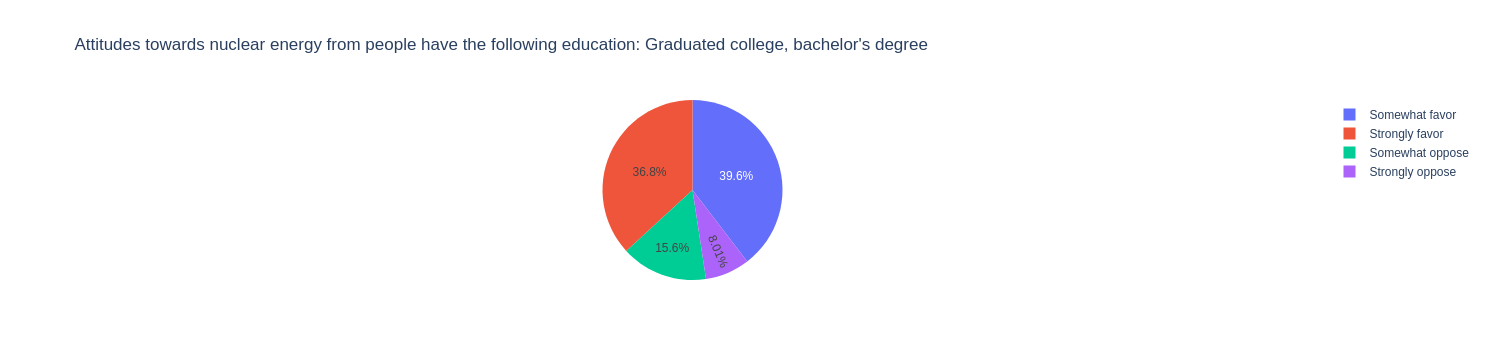 Attitudes towards nuclear energy from people have the following education: Graduated college, bachelor's degree
Somewhat favor
Strongly favor
Somewhat oppose
Strongly oppose
36.8%
39.6%
15.6%
8.01%